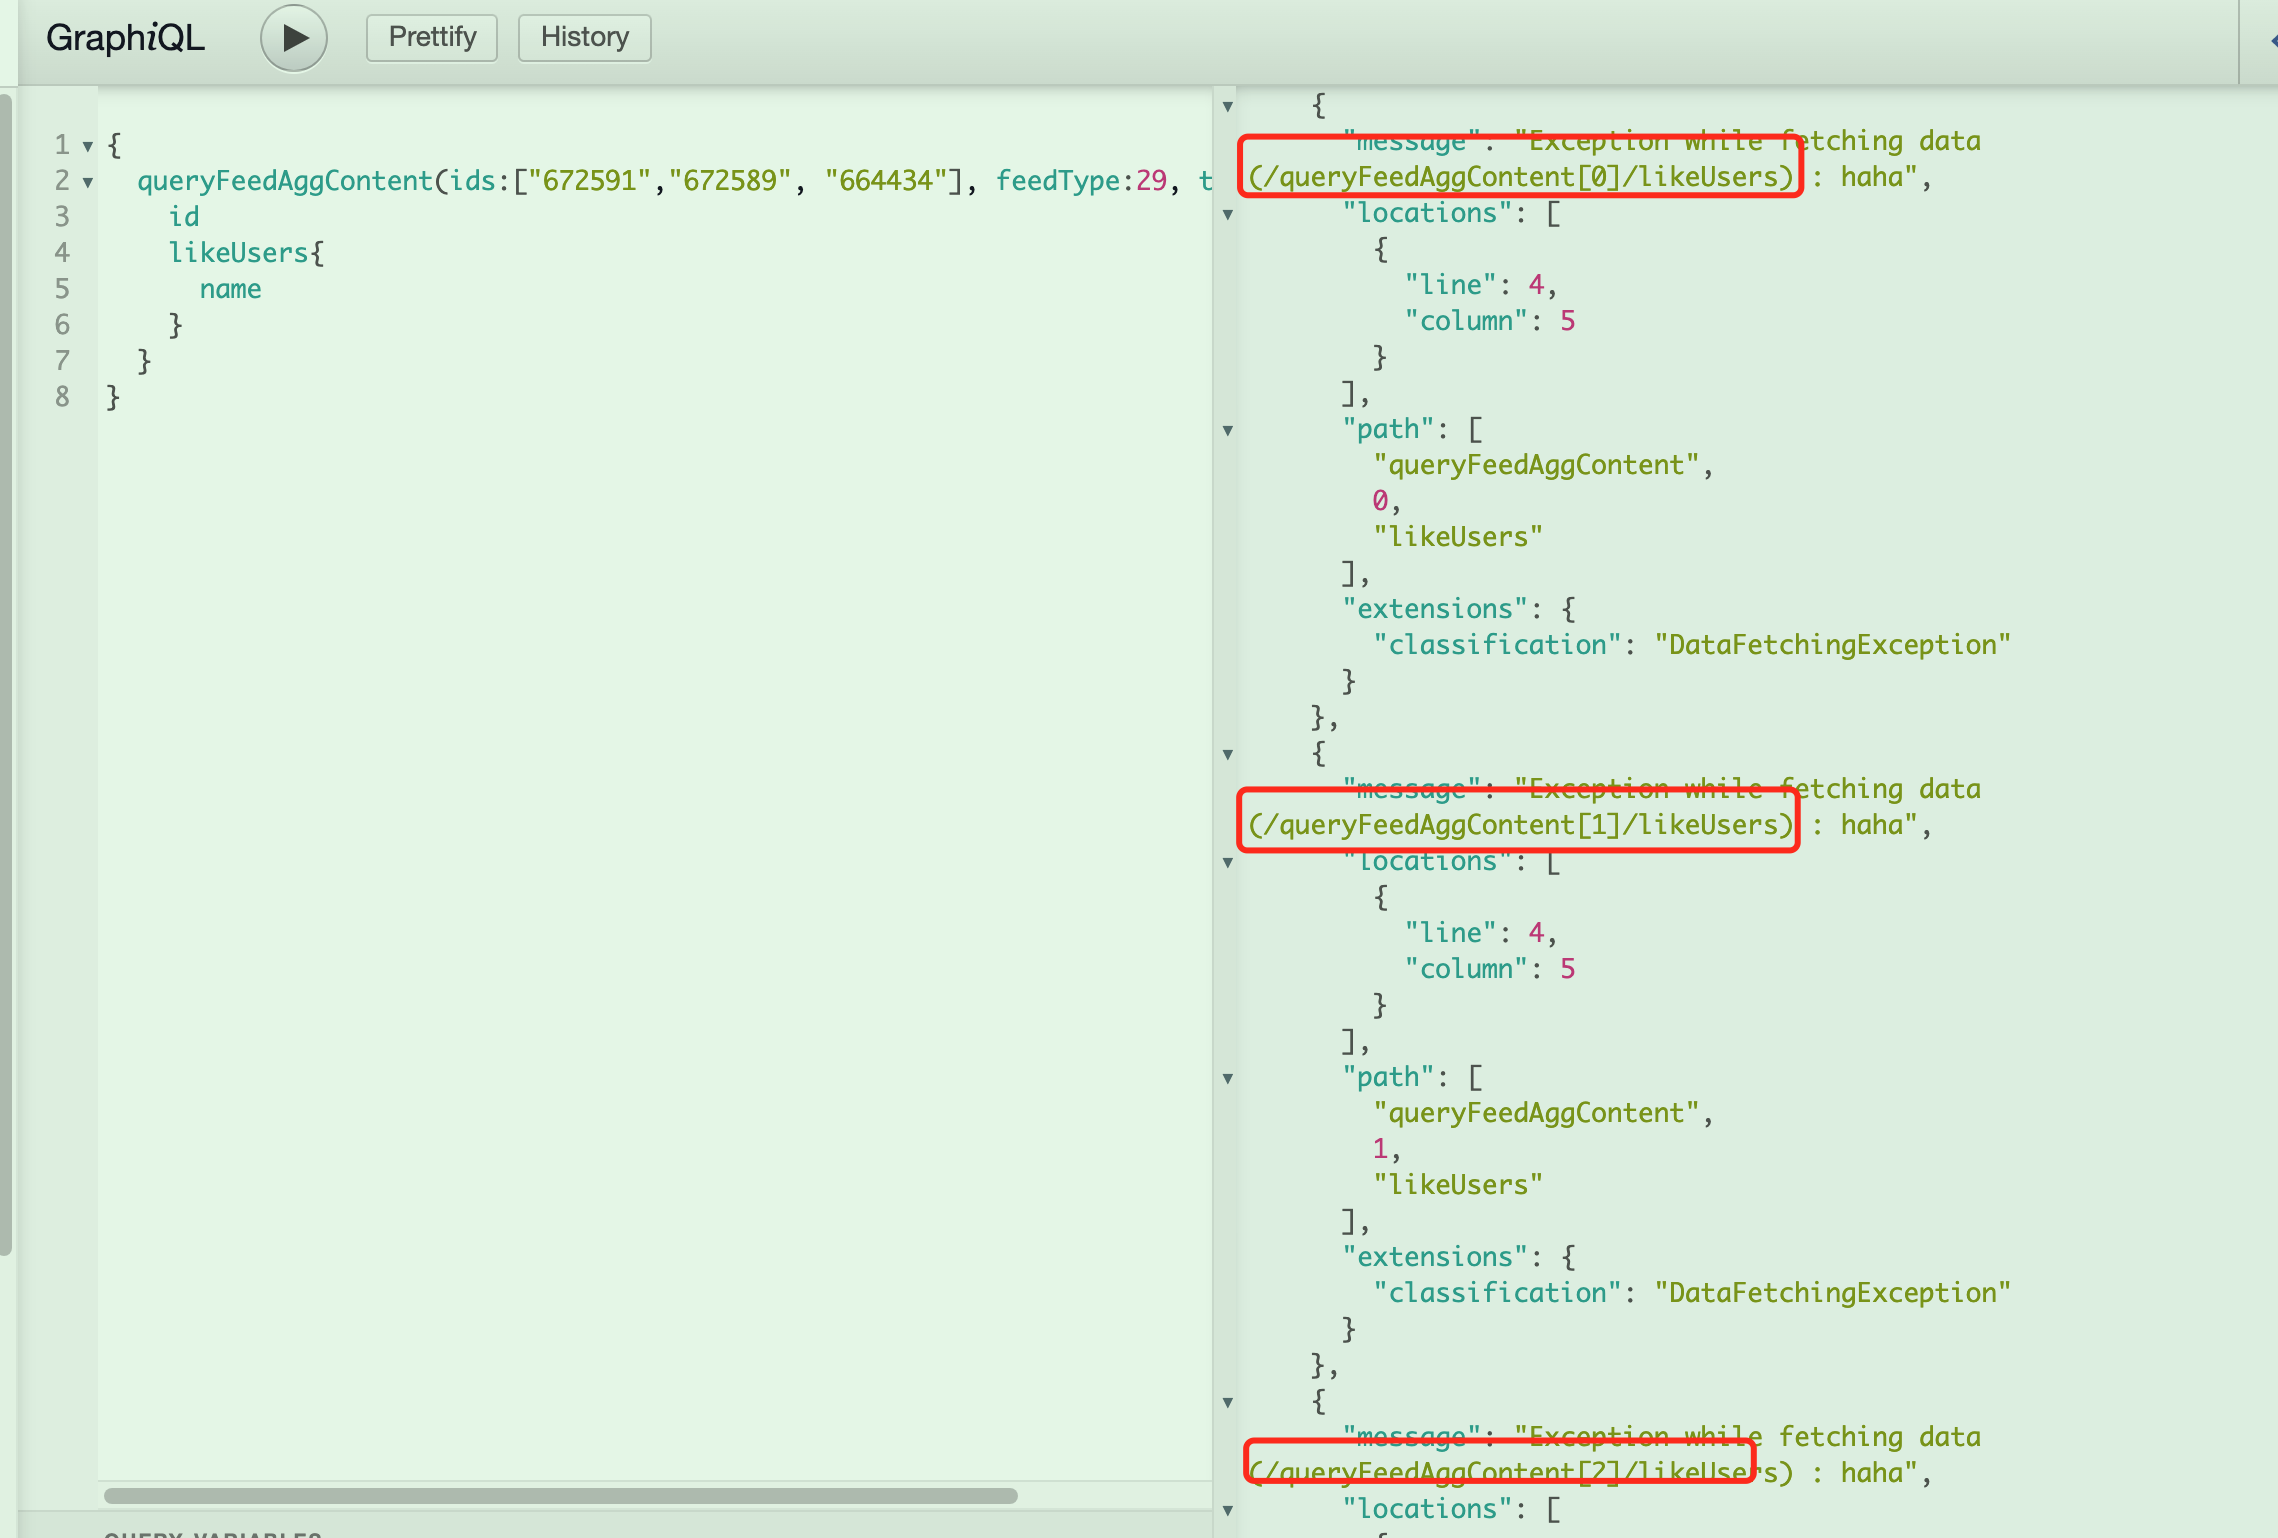 GraphiQL
Prettify
History
1 {
2 queryFeedAggContent(ids:["672591","672589", "664434"], feedType:29, t
3 id
4 likeUsers{
5 name
6 }
7 }
8 }
QUERY VARIABLES
{
"message": "Exception while fetching data
(/queryFeedAggContent[0]/likeUsers) : haha",
"locations": [
{
"line": 4,
"column": 5
}
],
"path": [
"queryFeedAggContent",
0,
"likeUsers"
],
"extensions": {
"classification": "DataFetchingException"
}
},
{
"message": "Exception while fetching data
(/queryFeedAggContent[1]/likeUsers) : haha",
"locations": [
{
"line": 4,
"column": 5
}
],
"path": [
"queryFeedAggContent",
1,
"likeUsers"
],
"extensions": {
"classification": "DataFetchingException"
}
},
{
"message": "Exception while fetching data
(/queryFeedAggContent[2]/likeUsers) : haha",
"locations": [
{